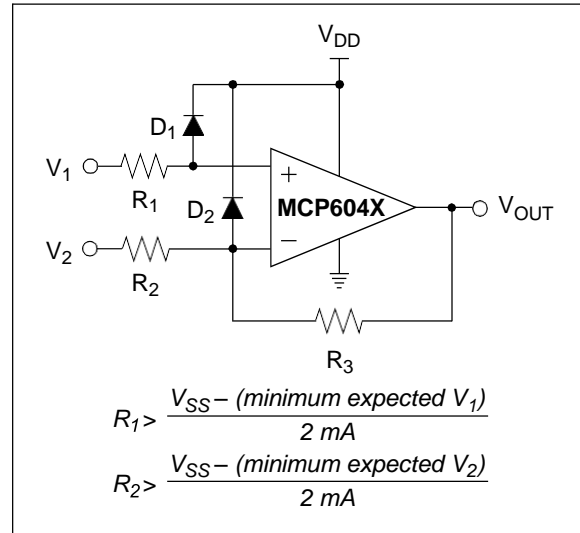 V_DD
D_1
V_1
R_1
+
MCP604X
V_OUT
D_2
–
V_2
R_2
R_3
R_1 > V_SS – (minimum expected V_1)
2 mA
R_2 > V_SS – (minimum expected V_2)
2 mA